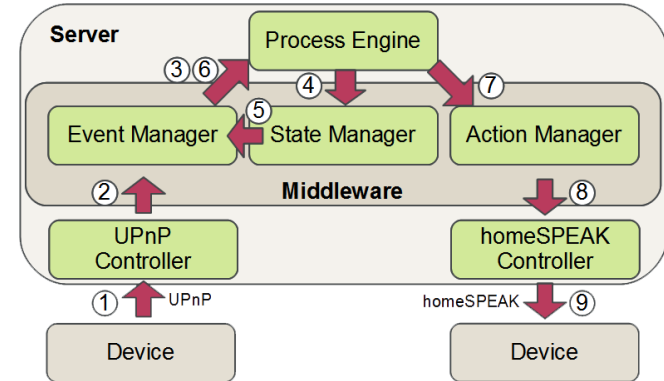 Server
Process Engine
3 6
4
7
5
Event Manager
State Manager
Action Manager
2
Middleware
8
UPnP
Controller
homeSPEAK
Controller
1
UPnP
homeSPEAK
9
Device
Device